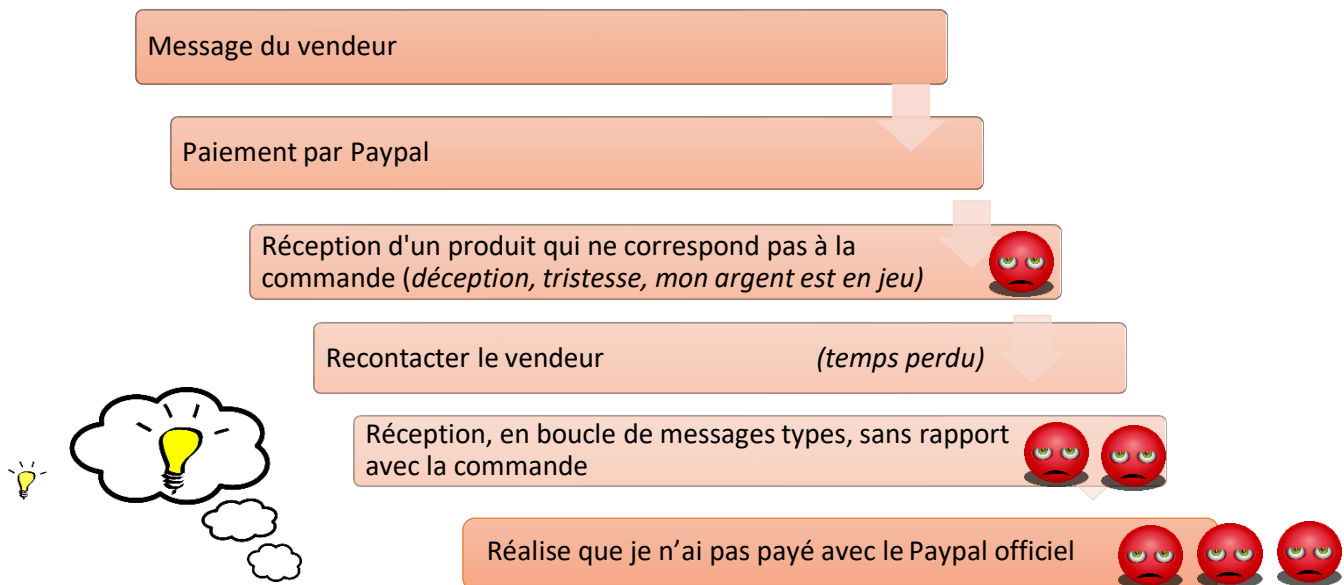 Message du vendeur
Paiement par Paypal
Réception d'un produit qui ne correspond pas à la
commande (déception, tristesse, mon argent est en jeu)
Recontacter le vendeur (temps perdu)
Réception, en boucle de messages types, sans rapport
avec la commande
Réalise que je n’ai pas payé avec le Paypal officiel